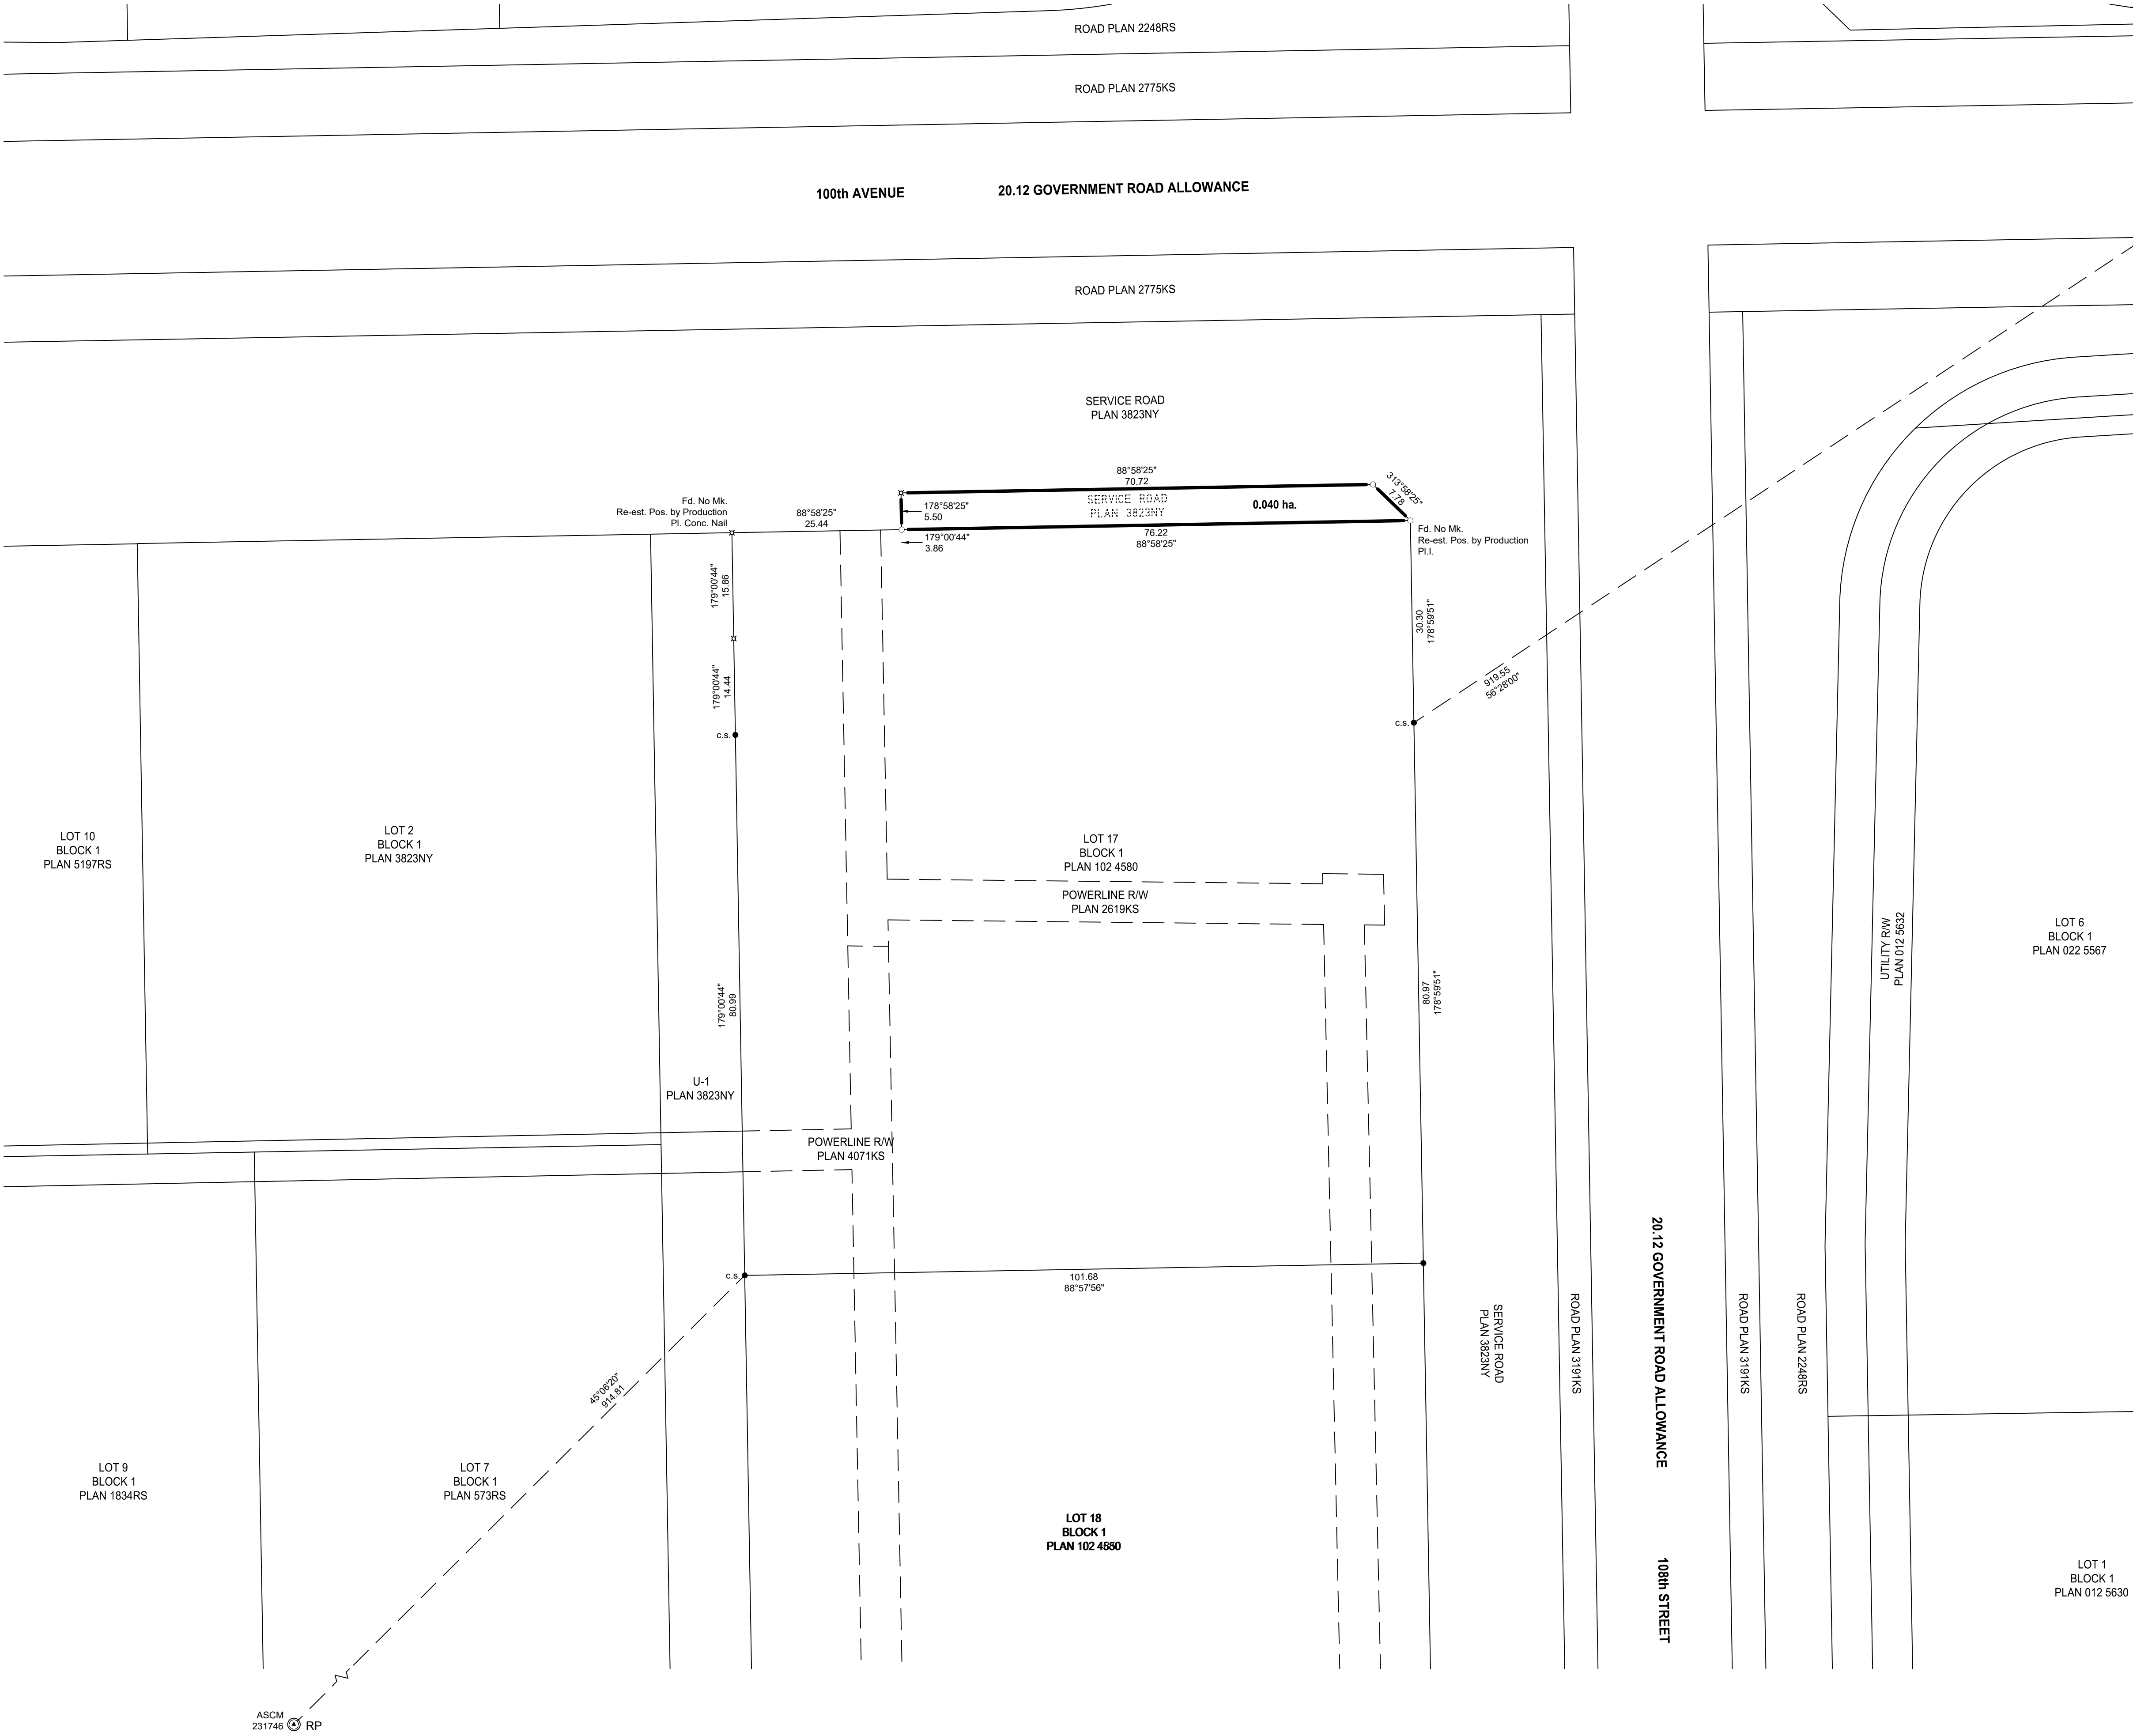 ROAD PLAN 2248RS
ROAD PLAN 2775KS
100th AVENUE
20.12 GOVERNMENT ROAD ALLOWANCE
ROAD PLAN 2775KS
SERVICE ROAD
PLAN 3823NY
88°58'25"
70.72
313°58'25"
7.78
Fd. No Mk.
Re-est. Pos. by Production
Pl. Conc. Nail
88°58'25"
25.44
178°58'25"
5.50
SERVICE ROAD
PLAN 3823NY
0.040 ha.
179°00'44"
3.86
76.22
88°58'25"
Fd. No Mk.
Re-est. Pos. by Production
Pl.I.
179°00'44"
15.86
30.30
178°59'51"
179°00'44"
14.44
919.55
56°28'00"
c.s.
c.s.
LOT 10
BLOCK 1
PLAN 5197RS
LOT 2
BLOCK 1
PLAN 3823NY
LOT 17
BLOCK 1
PLAN 102 4580
POWERLINE R/W
PLAN 2619KS
UTILITY R/W
PLAN 012 5632
LOT 6
BLOCK 1
PLAN 022 5567
179°00'44"
80.99
80.97
178°59'51"
U-1
PLAN 3823NY
POWERLINE R/W
PLAN 4071KS
c.s.
101.68
88°57'56"
45°06'20"
914.81
SERVICE ROAD
PLAN 3823NY
ROAD PLAN 3191KS
20.12 GOVERNMENT ROAD ALLOWANCE
108th STREET
ROAD PLAN 3191KS
ROAD PLAN 2248RS
LOT 9
BLOCK 1
PLAN 1834RS
LOT 7
BLOCK 1
PLAN 573RS
LOT 18
BLOCK 1
PLAN 102
LOT 1
BLOCK 1
PLAN 012 5630
ASCM
231746
RP